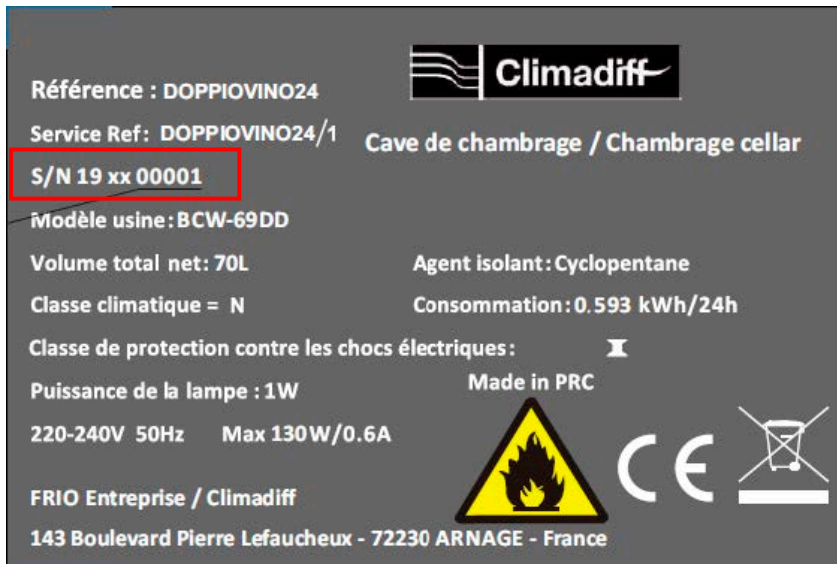 Climadiff
Référence : DOPPIOVINO24
Service Ref: DOPPIOVINO24/1
Cave de chambrage / Chambrage cellar
S/N 19 xx 00001
Modèle usine: BCW-69DD
Volume total net: 70L
Agent isolant: Cyclopentane
Classe climatique = N
Consommation: 0.593 kWh/24h
Classe de protection contre les chocs électriques: I
Puissance de la lampe : 1W
Made in PRC
220-240V 50Hz Max 130W/0.6A
CE
FRIO Entreprise / Climadiff
143 Boulevard Pierre Lefaucheux - 72230 ARNAGE - France